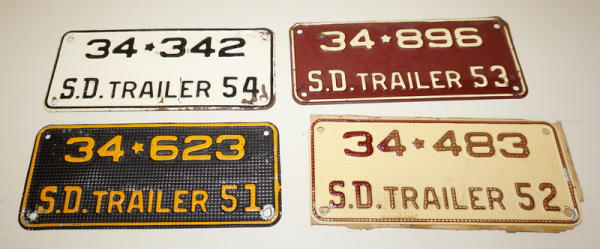 34★342
S.D. TRAILER 54
34★896
S.D. TRAILER 53
34★623
S.D. TRAILER 51
34★483
S.D. TRAILER 52